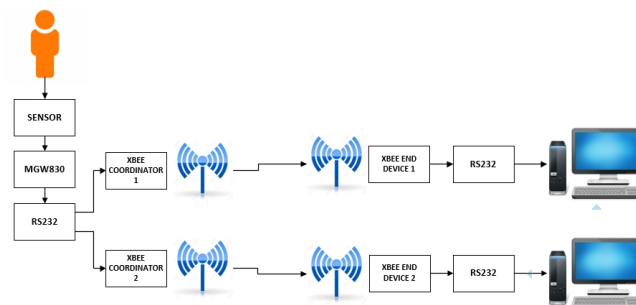 SENSOR
MGW830
RS232
XBEE
COORDINATOR
1
XBEE END
DEVICE 1
RS232
XBEE
COORDINATOR
2
XBEE END
DEVICE 2
RS232